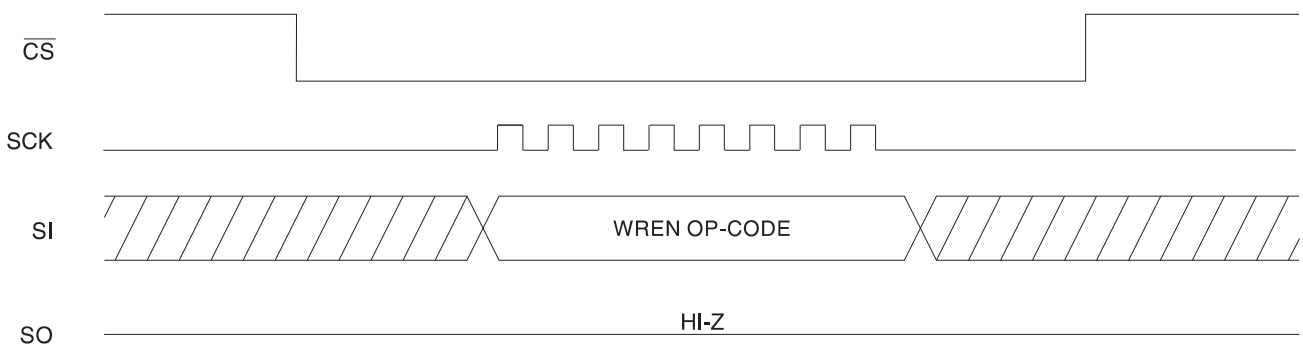 CS
SCK
SI
WREN OP-CODE
HI-Z
SO